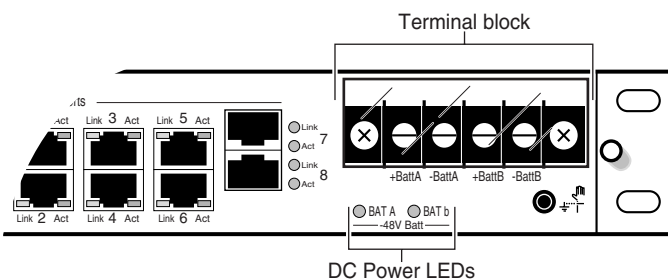 Terminal block
Act Link 3 Act Link 5 Act
Link
7
Act
Link
8
Act
Link 2 Act Link 4 Act Link 6 Act
+BattA -BattA +BattB -BattB
BAT A BAT b
-48V Batt
DC Power LEDs